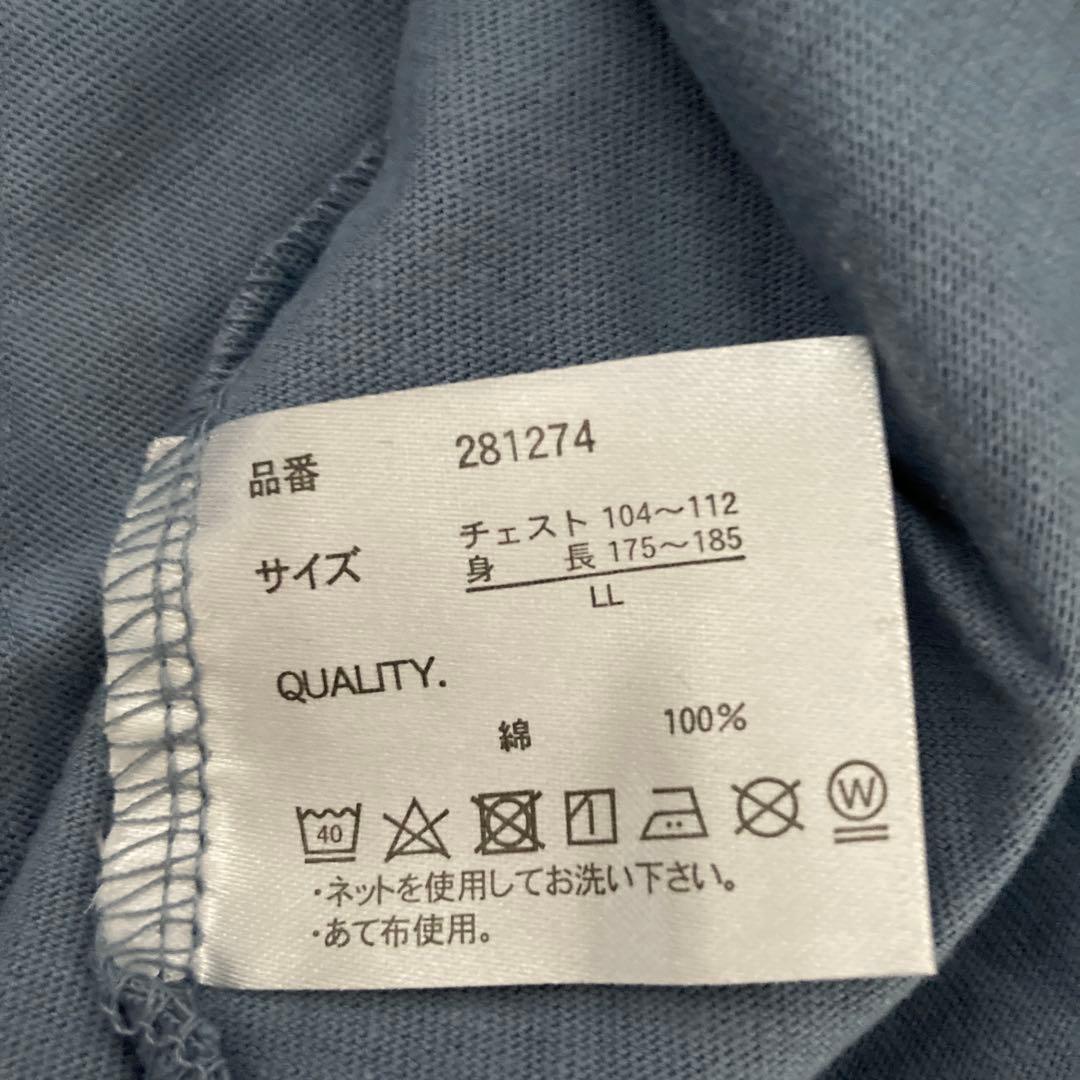 品番 281274
チェスト 104～112
サイズ 身 長 175～185
LL
QUALITY.
綿 100%
40 W
・ネットを使用してお洗い下さい。
・あて布使用。